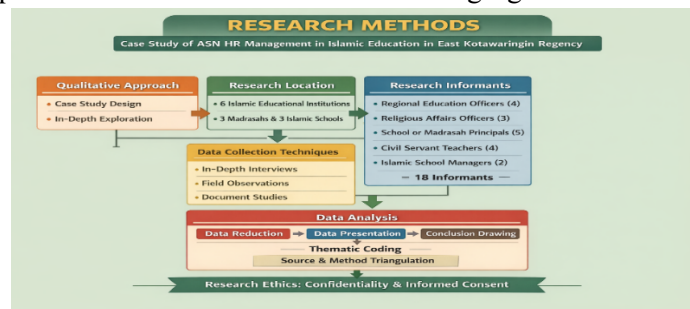 RESEARCH METHODS
Case Study of ASN HR Management in Islamic Education in East Kotawaringin Regency
Qualitative Approach
• Case Study Design
• In-Depth Exploration
Research Location
• 6 Islamic Educational Institutions
• 3 Madrasahs & 3 Islamic Schools
Research Informants
• Regional Education Officers (4)
• Religious Affairs Officers (3)
• School or Madrasah Principals (5)
• Civil Servant Teachers (4)
• Islamic School Managers (2)
— 18 Informants —
Data Collection Techniques
• In-Depth Interviews
• Field Observations
• Document Studies
Data Analysis
Data Reduction
Data Presentation
Conclusion Drawing
Thematic Coding
Source & Method Triangulation
Research Ethics: Confidentiality & Informed Consent